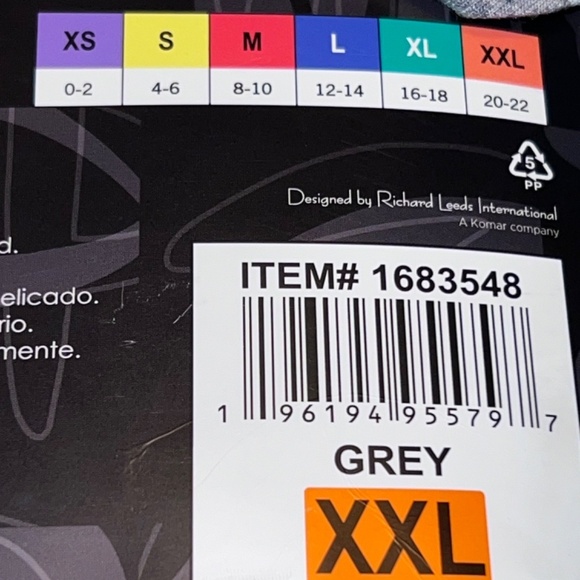 XS S M L XL XXL
0-2 4-6 8-10 12-14 16-18 20-22
5
PP
Designed by Richard Leeds International
A Komar company
d.
elicado.
rio.
mente.
ITEM# 1683548
1 96194 95579 7
GREY
XXL